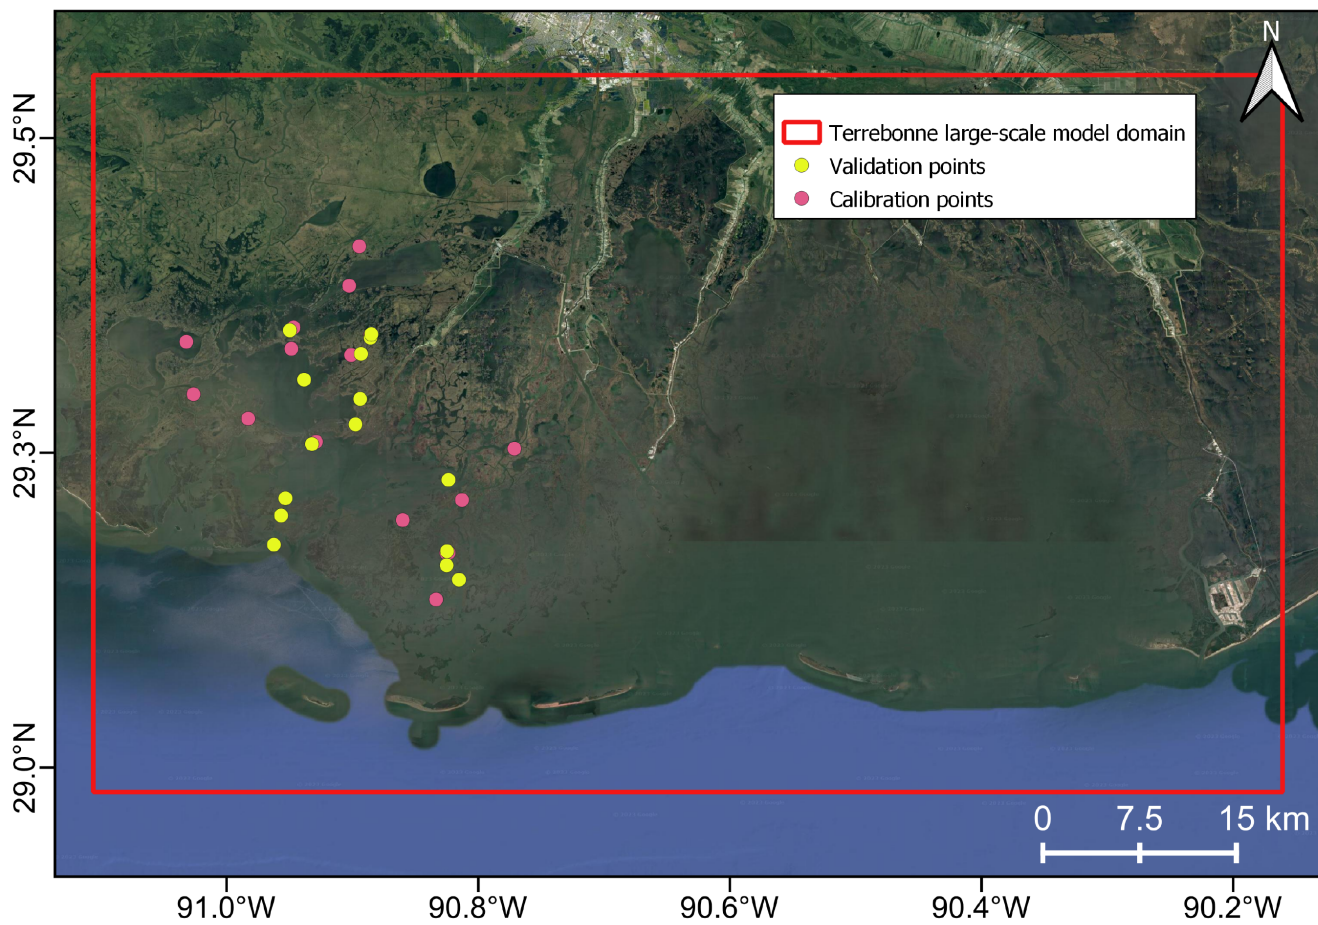 N
29.5°N
Terrebonne large-scale model domain
Validation points
Calibration points
29.3°N
29.0°N
0 7.5 15 km
91.0°W 90.8°W 90.6°W 90.4°W 90.2°W